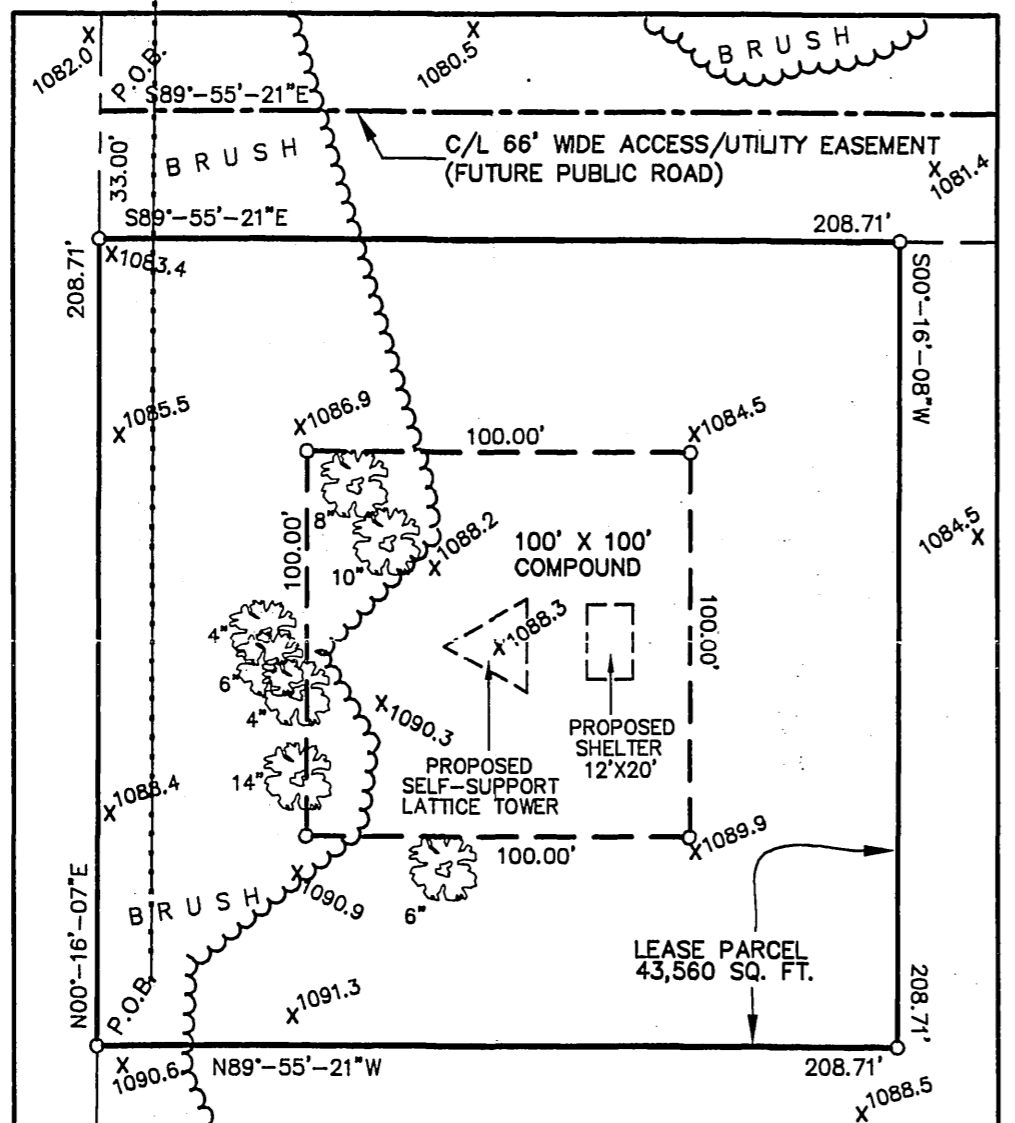 1082.0
P.O.B.
1080.5
BRUSH
S89°-55'-21"E
C/L 66' WIDE ACCESS/UTILITY EASEMENT
(FUTURE PUBLIC ROAD)
1081.4
BRUSH
33.00'
S89°-55'-21"E
208.71'
208.71'
1083.4
S00°-16'-08"W
1085.5
1086.9
100.00'
1084.5
8"
100.00'
10"
1088.2
100' X 100'
COMPOUND
1084.5
4"
1088.3
100.00'
6"
4"
1090.3
PROPOSED
SHELTER
12'X20'
PROPOSED
SELF-SUPPORT
LATTICE TOWER
14"
1088.4
100.00'
1089.9
1090.9
6"
BRUSH
N00°-16'-07"E
LEASE PARCEL
43,560 SQ. FT.
P.O.B.
1091.3
208.71'
1090.6
N89°-55'-21"W
208.71'
1088.5